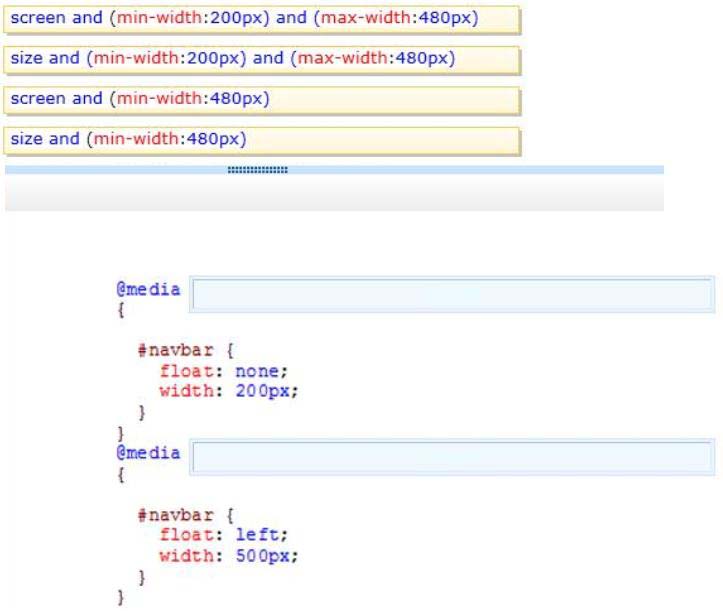 screen and (min-width:200px) and (max-width:480px)
size and (min-width:200px) and (max-width:480px)
screen and (min-width:480px)
size and (min-width:480px)
@media
{
#navbar {
float: none;
width: 200px;
}
}
@media
{
#navbar {
float: left;
width: 500px;
}
}